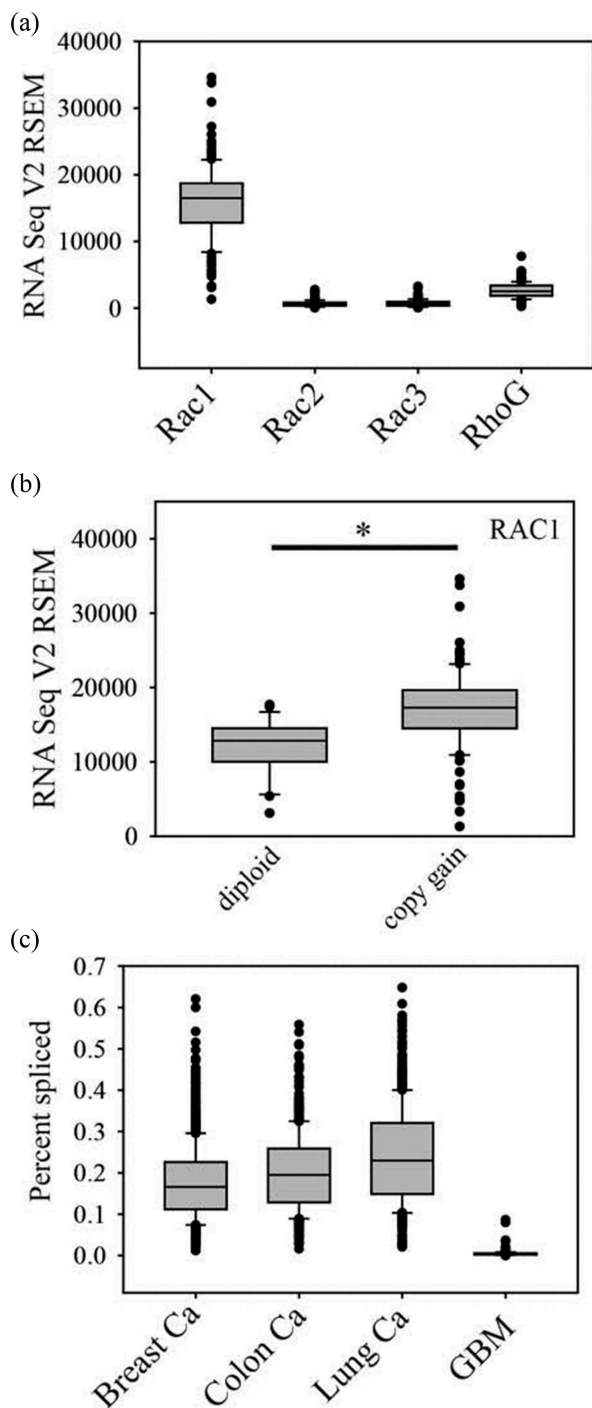 (a)
RNA Seq V2 RSEM
40000
30000
20000
10000
0
Rac1
Rac2
Rac3
RhoG
(b)
RNA Seq V2 RSEM
40000
30000
20000
10000
0
*
RAC1
diploid
copy gain
(c)
Percent spliced
0.7
0.6
0.5
0.4
0.3
0.2
0.1
0.0
Breast Ca
Colon Ca
Lung Ca
GBM